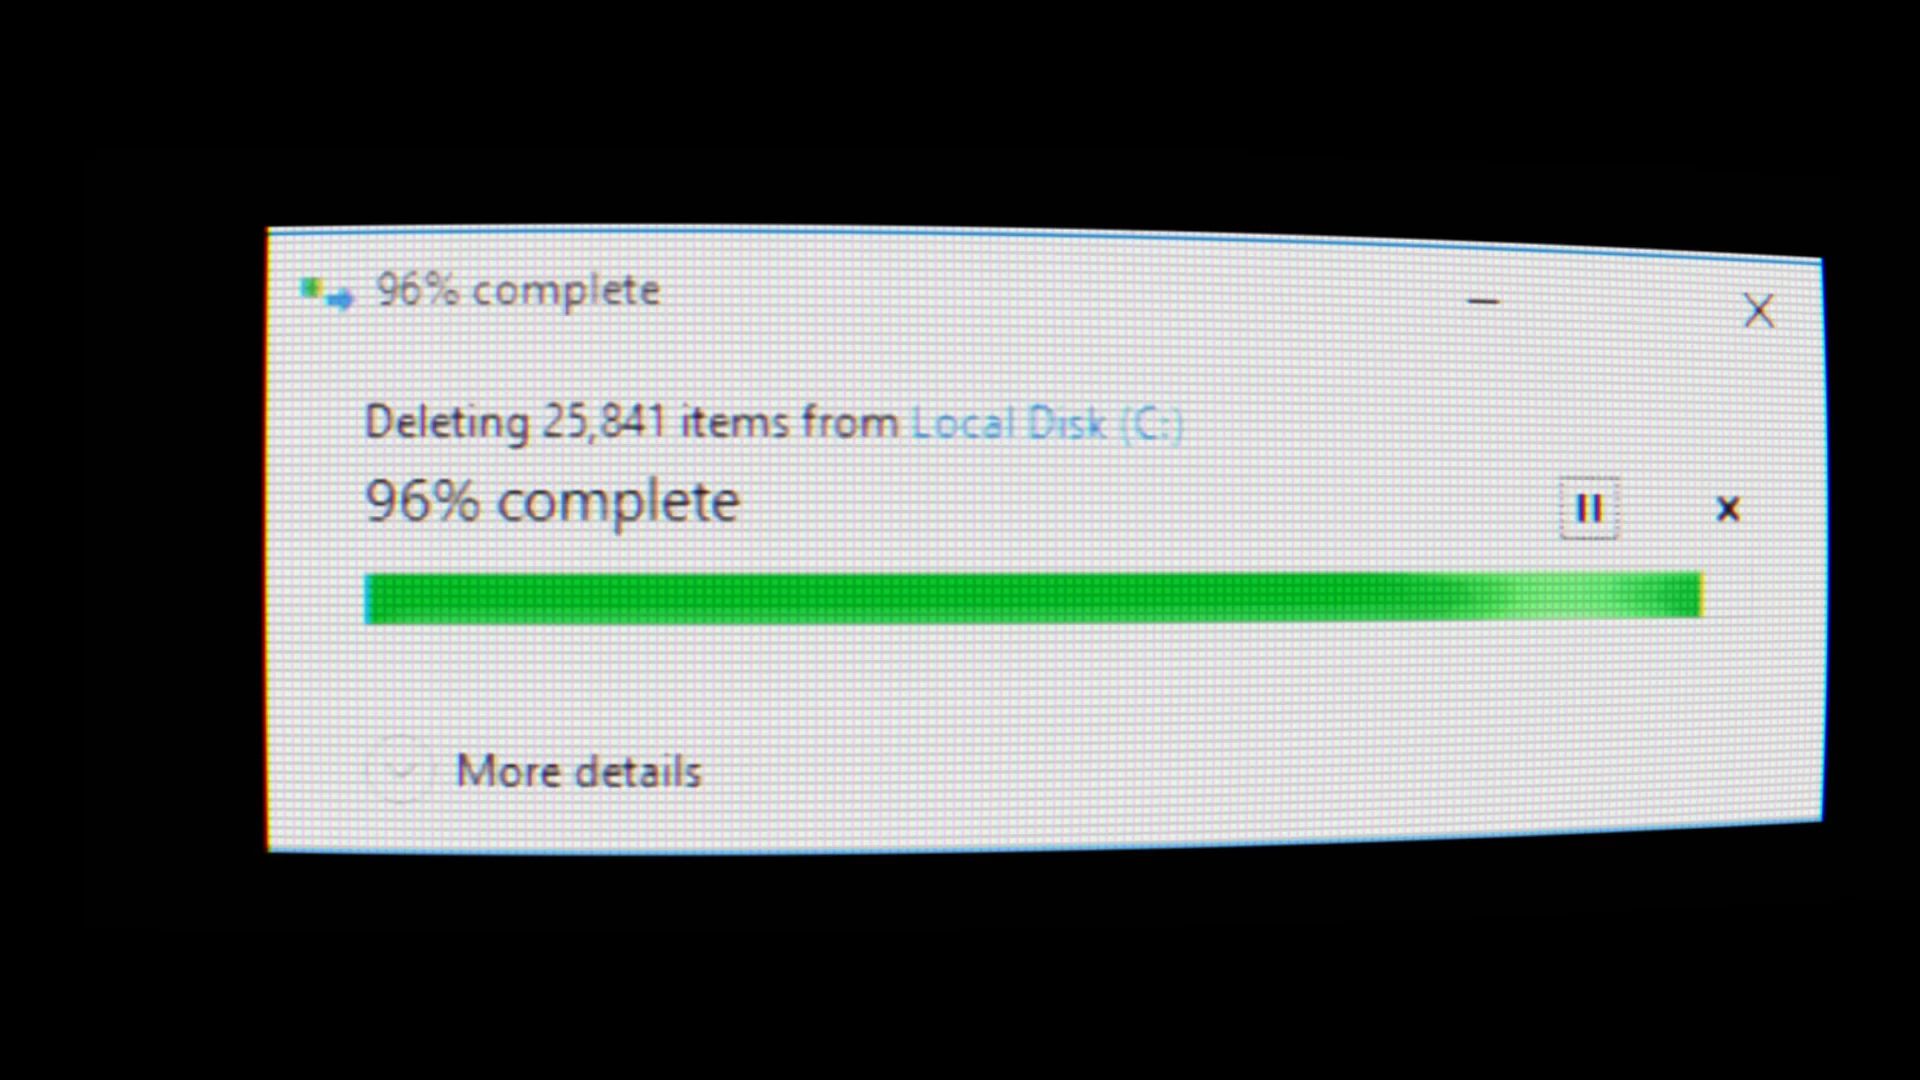 96% complete
Deleting 25,841 items from Local Disk (C:)
96% complete
More details